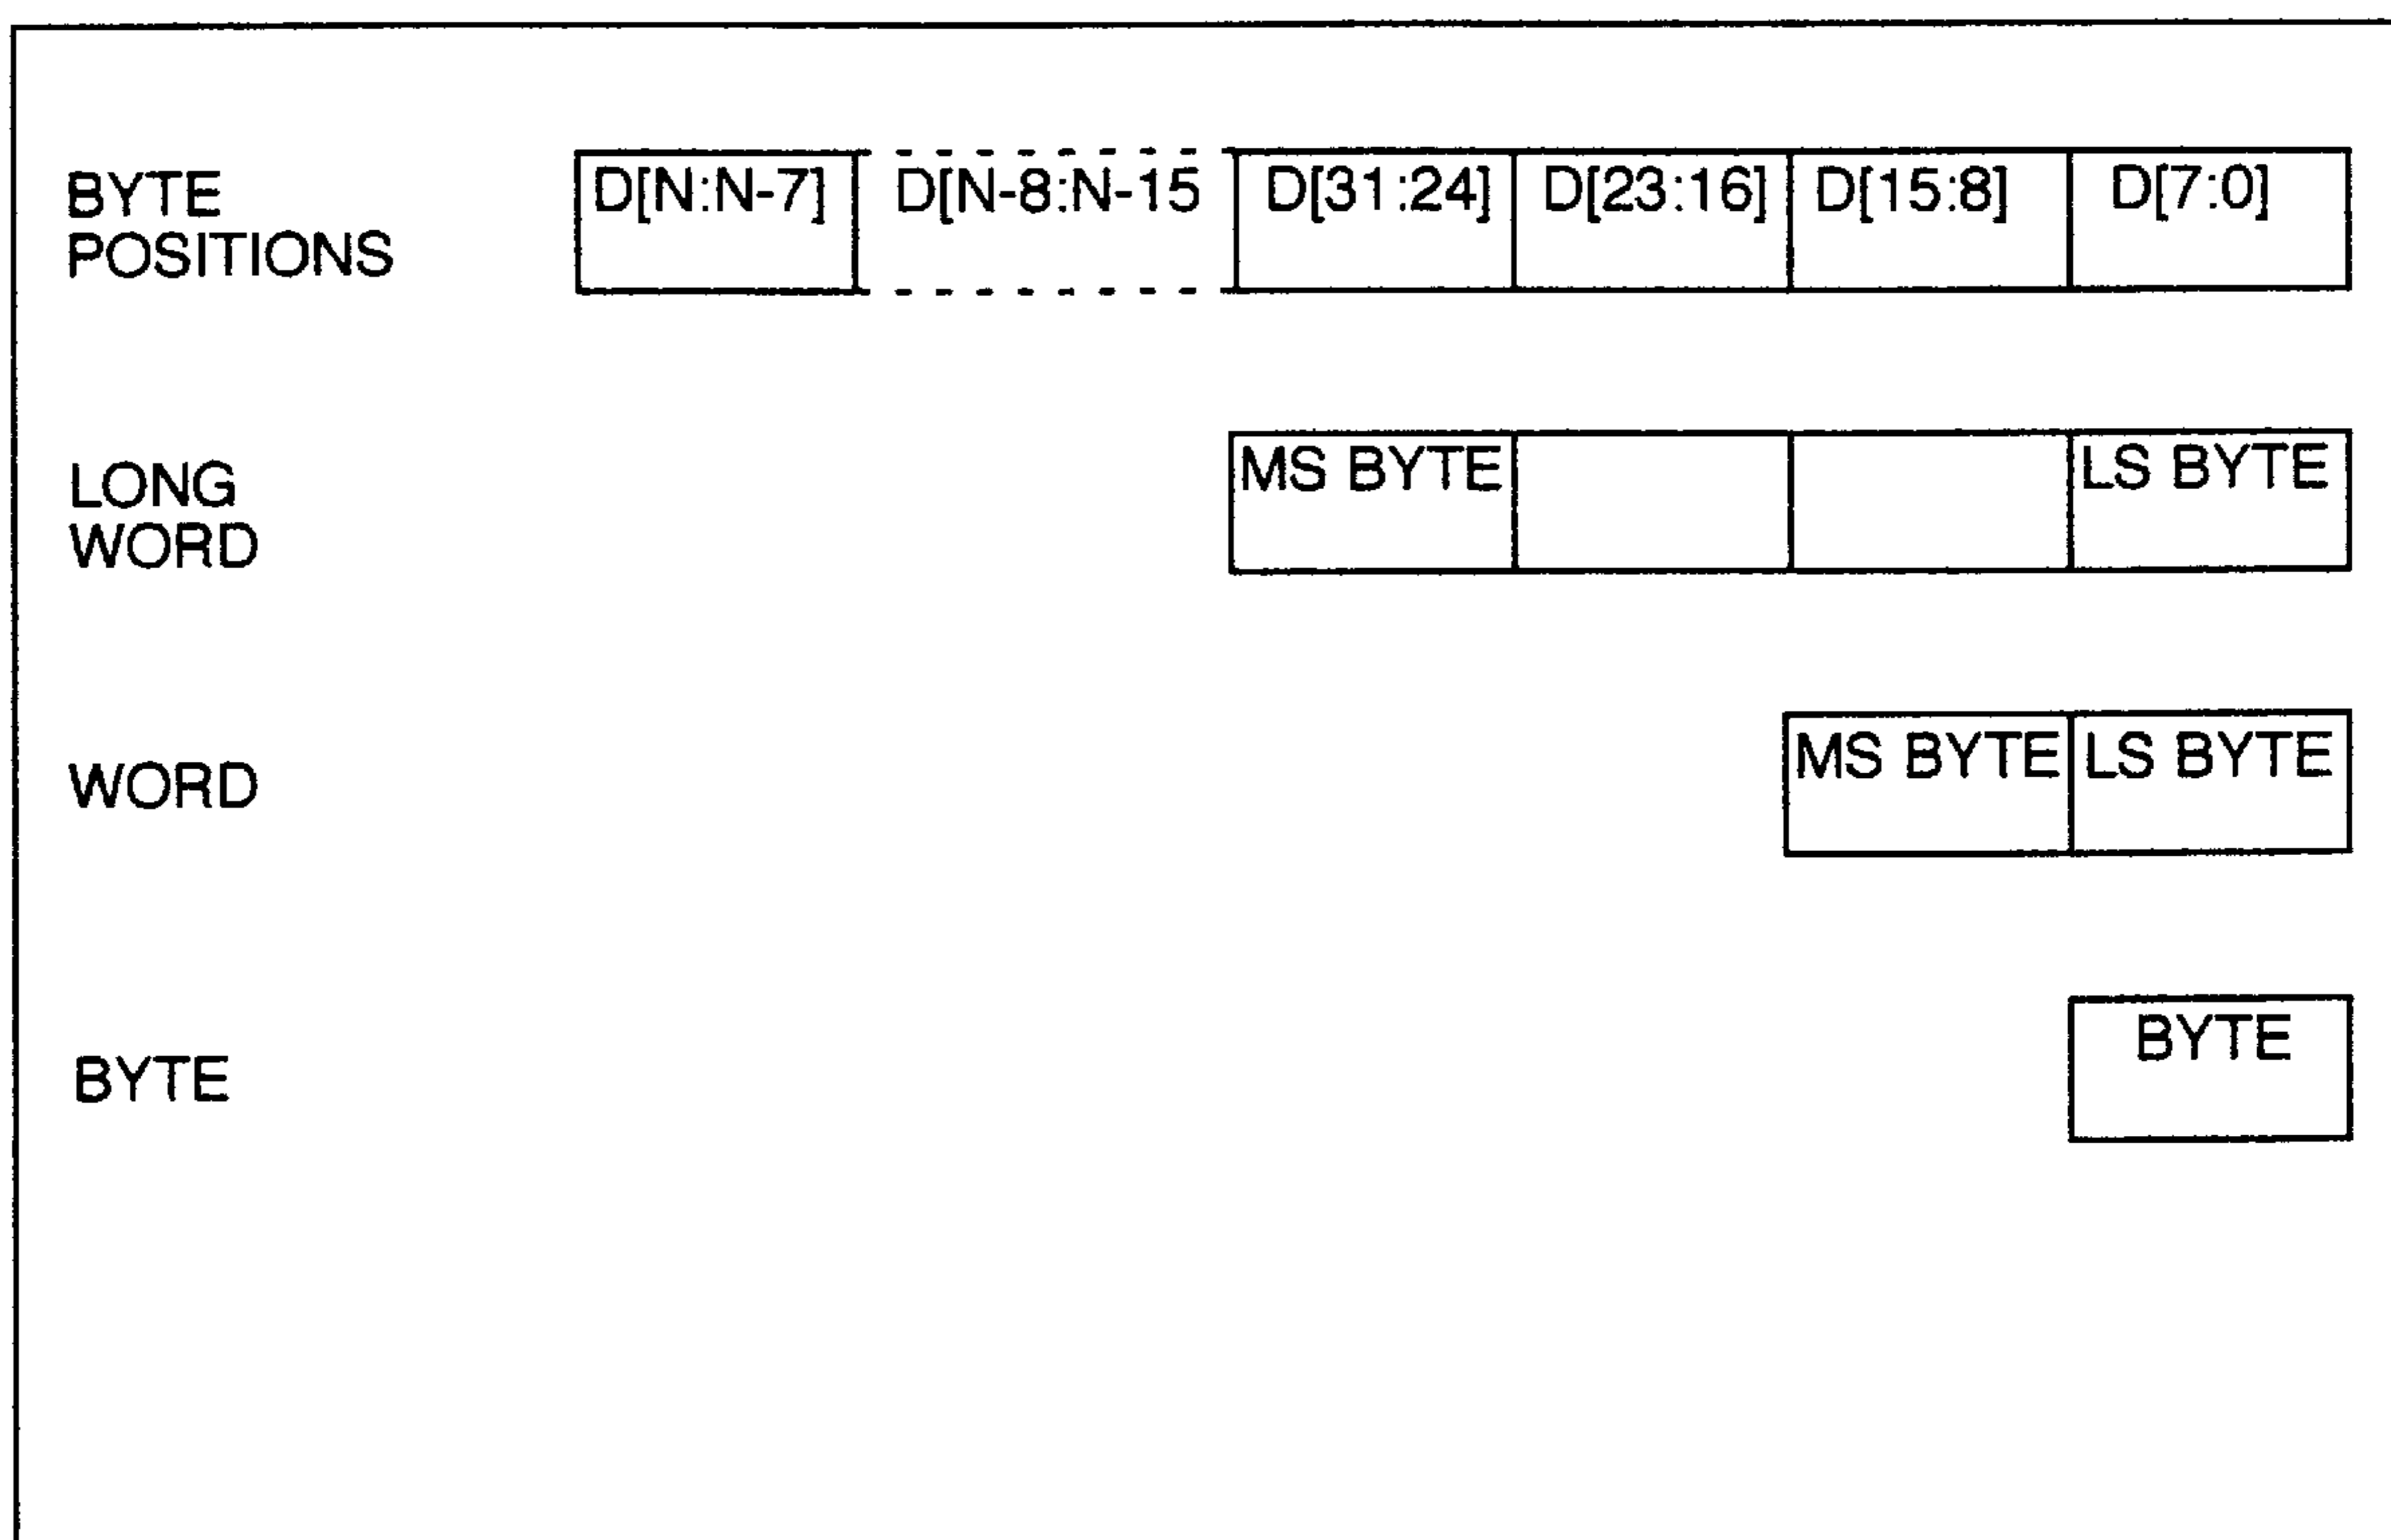 BYTE
POSITIONS
D[N:N-7] D[N-8:N-15 D[31:24] D[23:16] D[15:8] D[7:0]
LONG
WORD
MS BYTE LS BYTE
WORD
MS BYTE LS BYTE
BYTE
BYTE